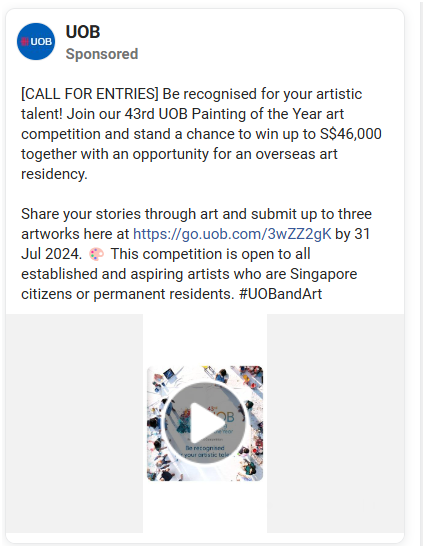 UOB
UOB
Sponsored
[CALL FOR ENTRIES] Be recognised for your artistic
talent! Join our 43rd UOB Painting of the Year art
competition and stand a chance to win up to S$46,000
together with an opportunity for an overseas art
residency.
Share your stories through art and submit up to three
artworks here at https://go.uob.com/3wZZ2gK by 31
Jul 2024. 🎨 This competition is open to all
established and aspiring artists who are Singapore
citizens or permanent residents. #UOBandArt
UOB
Be recognised
your artistic tale